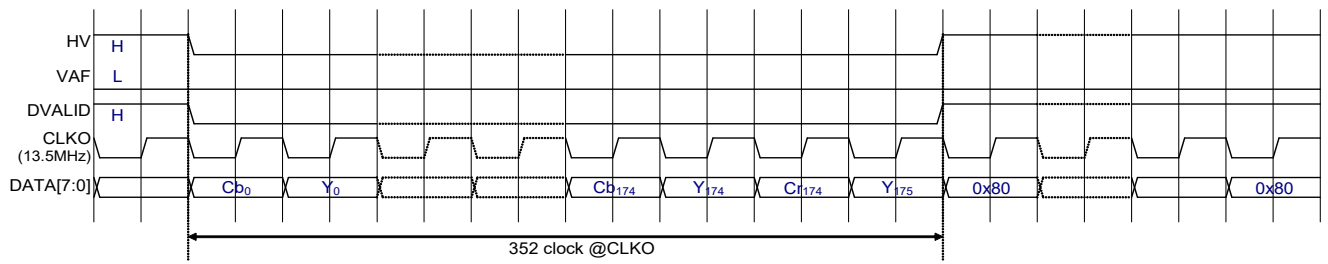 HV H
VAF L
DVALID H
CLKO
(13.5MHz)
DATA[7:0] Cb₀ Y₀ Cb₁₇₄ Y₁₇₄ Cr₁₇₄ Y₁₇₅ 0x80 0x80
352 clock @CLKO